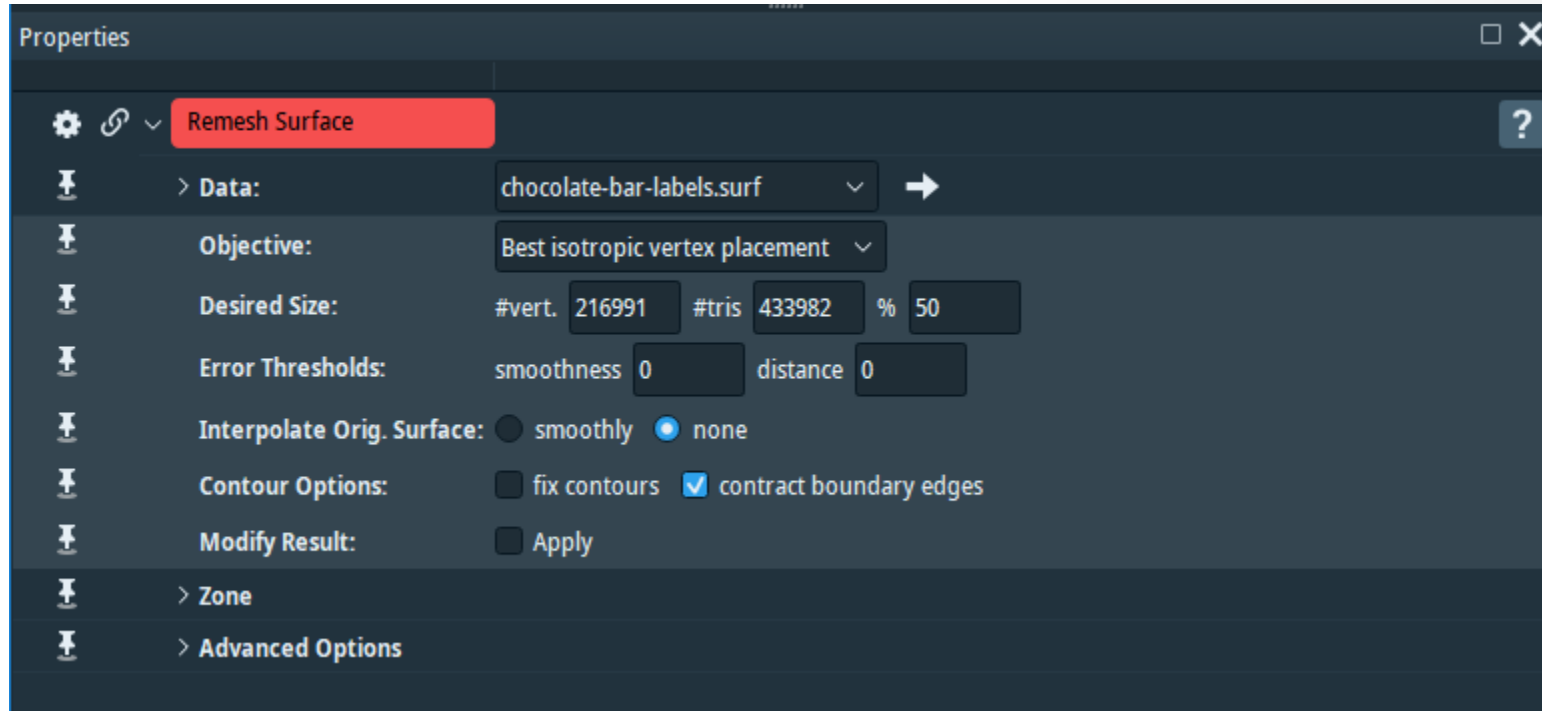 Properties
Remesh Surface
?
Data: chocolate-bar-labels.surf
Objective: Best isotropic vertex placement
Desired Size: #vert. 216991 #tris 433982 % 50
Error Thresholds: smoothness 0 distance 0
Interpolate Orig. Surface: smoothly none
Contour Options: fix contours contract boundary edges
Modify Result: Apply
Zone
Advanced Options